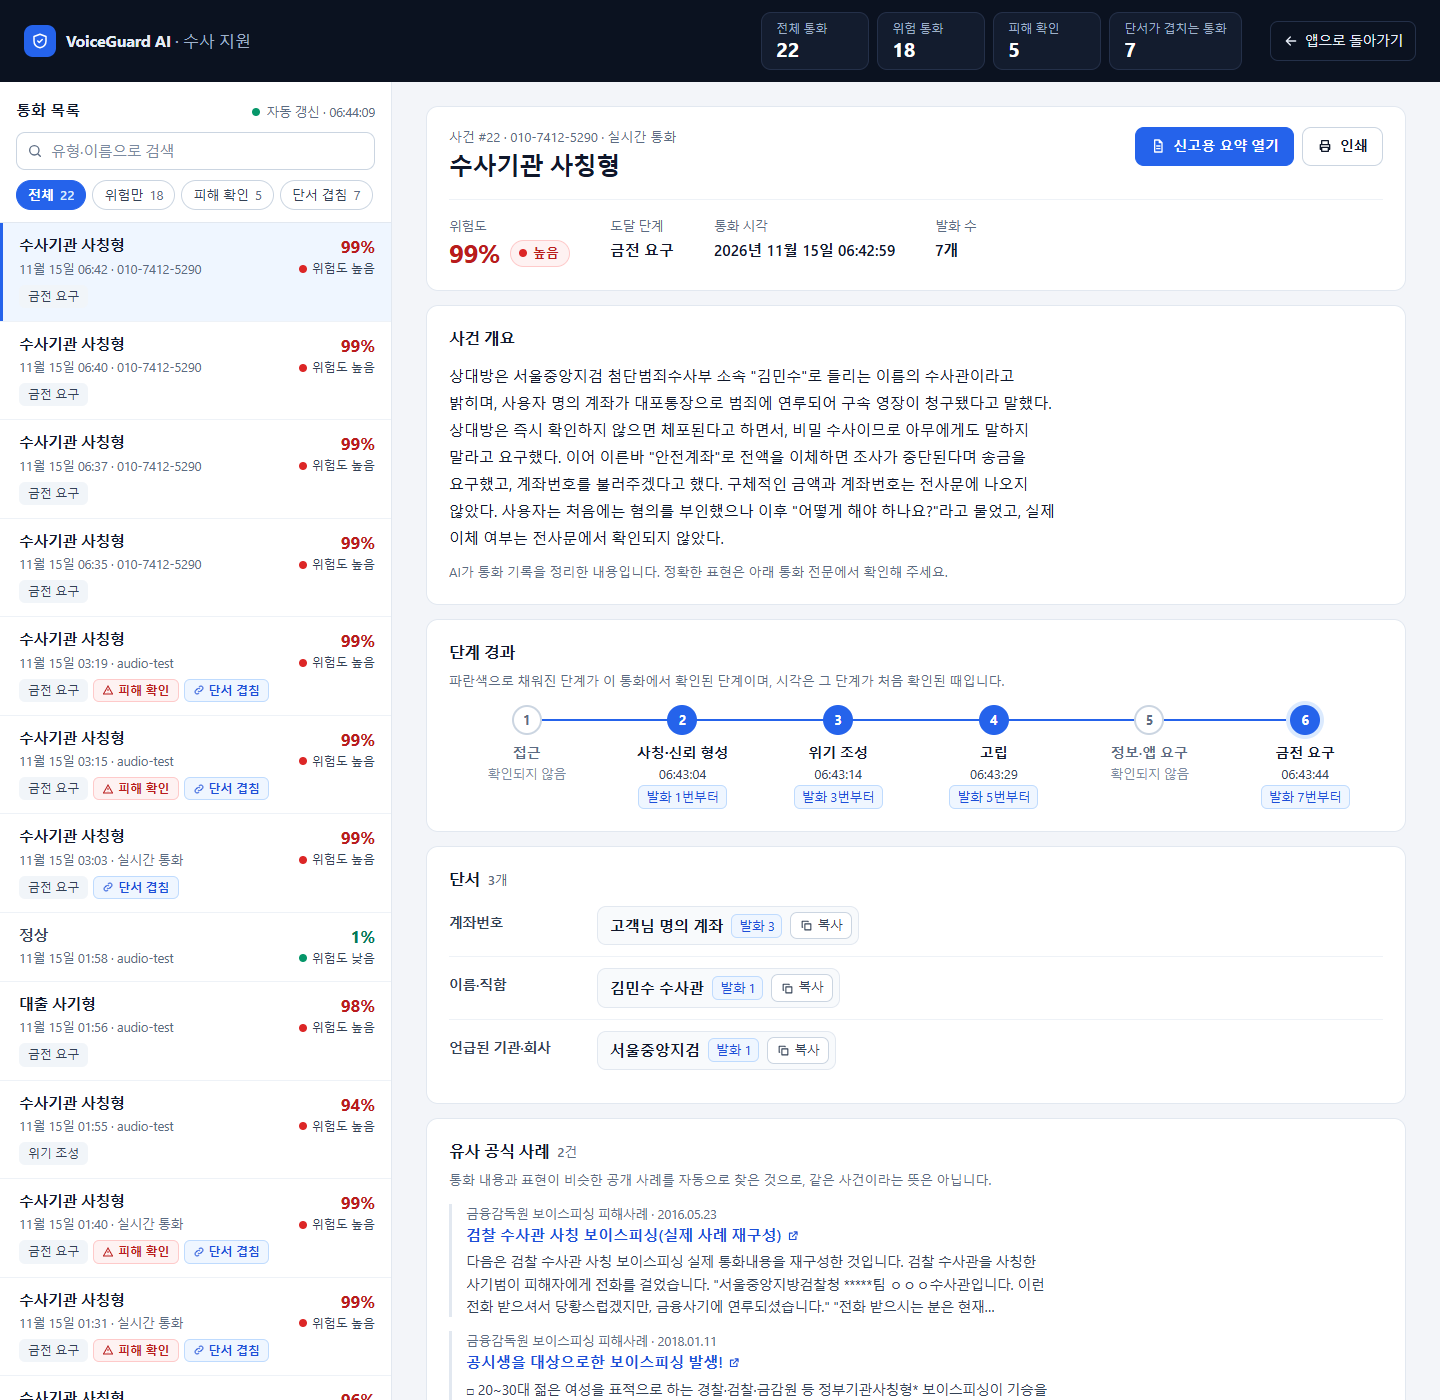 VoiceGuard AI · 수사 지원
전체 통화
22
위험 통화
18
피해 확인
5
단서가 겹치는 통화
7
앱으로 돌아가기
통화 목록
자동 갱신 · 06:44:09
유형·이름으로 검색
전체 22
위험만 18
피해 확인 5
단서 겹침 7
수사기관 사칭형
99%
11월 15일 06:42 · 010-7412-5290
위험도 높음
금전 요구
수사기관 사칭형
99%
11월 15일 06:40 · 010-7412-5290
위험도 높음
금전 요구
수사기관 사칭형
99%
11월 15일 06:37 · 010-7412-5290
위험도 높음
금전 요구
수사기관 사칭형
99%
11월 15일 06:35 · 010-7412-5290
위험도 높음
금전 요구
수사기관 사칭형
99%
11월 15일 03:19 · audio-test
위험도 높음
금전 요구 피해 확인 단서 겹침
수사기관 사칭형
99%
11월 15일 03:15 · audio-test
위험도 높음
금전 요구 피해 확인 단서 겹침
수사기관 사칭형
99%
11월 15일 03:03 · 실시간 통화
위험도 높음
금전 요구 단서 겹침
정상
1%
11월 15일 01:58 · audio-test
위험도 낮음
대출 사기형
98%
11월 15일 01:56 · audio-test
위험도 높음
금전 요구
수사기관 사칭형
94%
11월 15일 01:55 · audio-test
위험도 높음
위기 조성
수사기관 사칭형
99%
11월 15일 01:40 · 실시간 통화
위험도 높음
금전 요구 피해 확인 단서 겹침
수사기관 사칭형
99%
11월 15일 01:31 · 실시간 통화
위험도 높음
금전 요구 피해 확인 단서 겹침
수사기관 사칭형
96%
사건 #22 · 010-7412-5290 · 실시간 통화
수사기관 사칭형
신고용 요약 열기
인쇄
위험도
99% 높음
도달 단계
금전 요구
통화 시각
2026년 11월 15일 06:42:59
발화 수
7개
사건 개요
상대방은 서울중앙지검 첨단범죄수사부 소속 "김민수"로 들리는 이름의 수사관이라고
밝히며, 사용자 명의 계좌가 대포통장으로 범죄에 연루되어 구속 영장이 청구됐다고 말했다.
상대방은 즉시 확인하지 않으면 체포된다고 하면서, 비밀 수사이므로 아무에게도 말하지
말라고 요구했다. 이어 이른바 "안전계좌"로 전액을 이체하면 조사가 중단된다며 송금을
요구했고, 계좌번호를 불러주겠다고 했다. 구체적인 금액과 계좌번호는 전사문에 나오지
않았다. 사용자는 처음에는 혐의를 부인했으나 이후 "어떻게 해야 하나요?"라고 물었고, 실제
이체 여부는 전사문에서 확인되지 않았다.
AI가 통화 기록을 정리한 내용입니다. 정확한 표현은 아래 통화 전문에서 확인해 주세요.
단계 경과
파란색으로 채워진 단계가 이 통화에서 확인된 단계이며, 시각은 그 단계가 처음 확인된 때입니다.
1
접근
확인되지 않음
2
사칭·신뢰 형성
06:43:04
발화 1번부터
3
위기 조성
06:43:14
발화 3번부터
4
고립
06:43:29
발화 5번부터
5
정보·앱 요구
확인되지 않음
6
금전 요구
06:43:44
발화 7번부터
단서 3개
계좌번호
고객님 명의 계좌 발화 3 복사
이름·직함
김민수 수사관 발화 1 복사
언급된 기관·회사
서울중앙지검 발화 1 복사
유사 공식 사례 2건
통화 내용과 표현이 비슷한 공개 사례를 자동으로 찾은 것으로, 같은 사건이라는 뜻은 아닙니다.
금융감독원 보이스피싱 피해사례 · 2016.05.23
검찰 수사관 사칭 보이스피싱(실제 사례 재구성)
다음은 검찰 수사관 사칭 보이스피싱 실제 통화내용을 재구성한 것입니다. 검찰 수사관을 사칭한
사기범이 피해자에게 전화를 걸었습니다. "서울중앙지방검찰청 *****팀 ㅇㅇㅇ수사관입니다. 이런
전화 받으셔서 당황스럽겠지만, 금융사기에 연루되셨습니다." "전화 받으시는 분은 현재...
금융감독원 보이스피싱 피해사례 · 2018.01.11
공시생을 대상으로한 보이스피싱 발생!
□ 20~30대 젊은 여성을 표적으로 하는 경찰·검찰·금감원 등 정부기관사칭형* 보이스피싱이 기승을